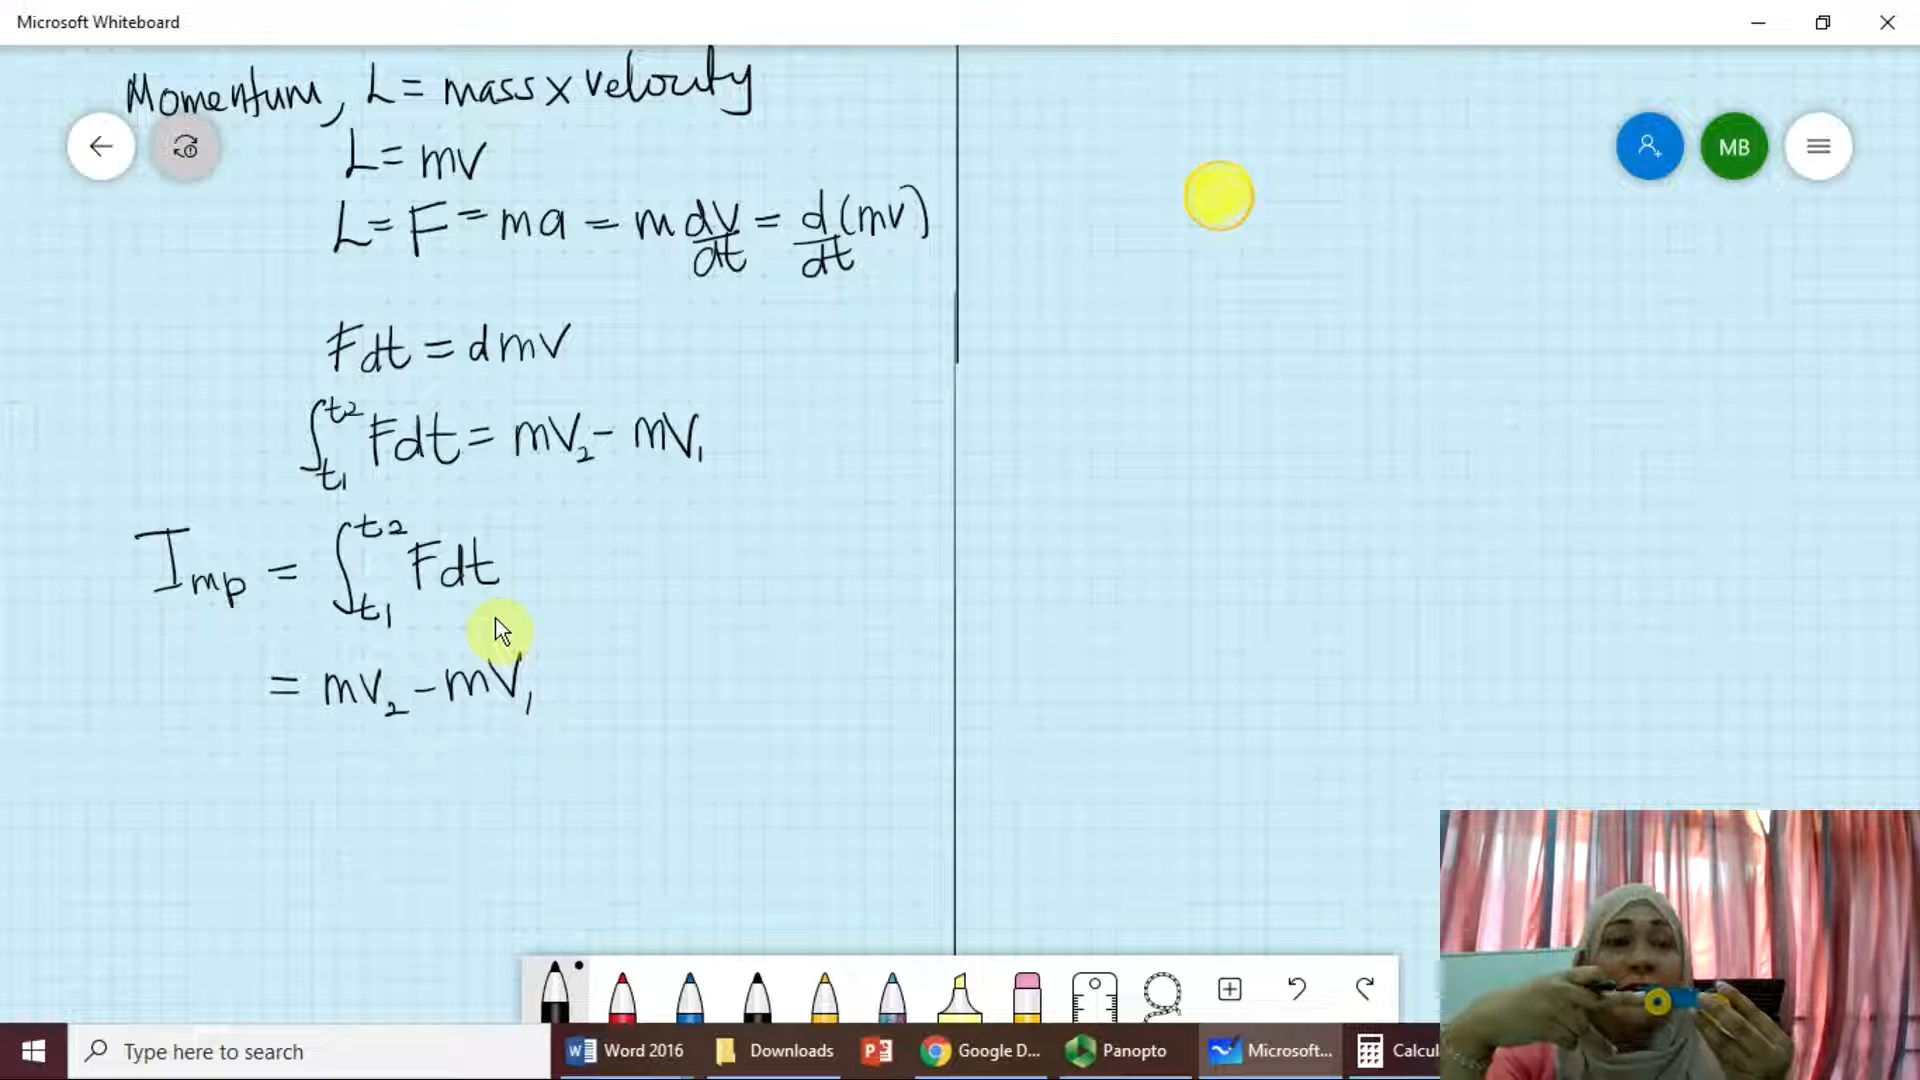 Microsoft Whiteboard
Momentum, L = mass x velocity
L = mv
L = F = ma = m dv/dt = d/dt (mv)
Fdt = dmv
∫t1 t2 Fdt = mv2 - mv1
Imp = ∫t1 t2 Fdt
= mv2 - mv1
MB
Type here to search
Word 2016
Downloads
Google D...
Panopto
Microsoft...
Calcul